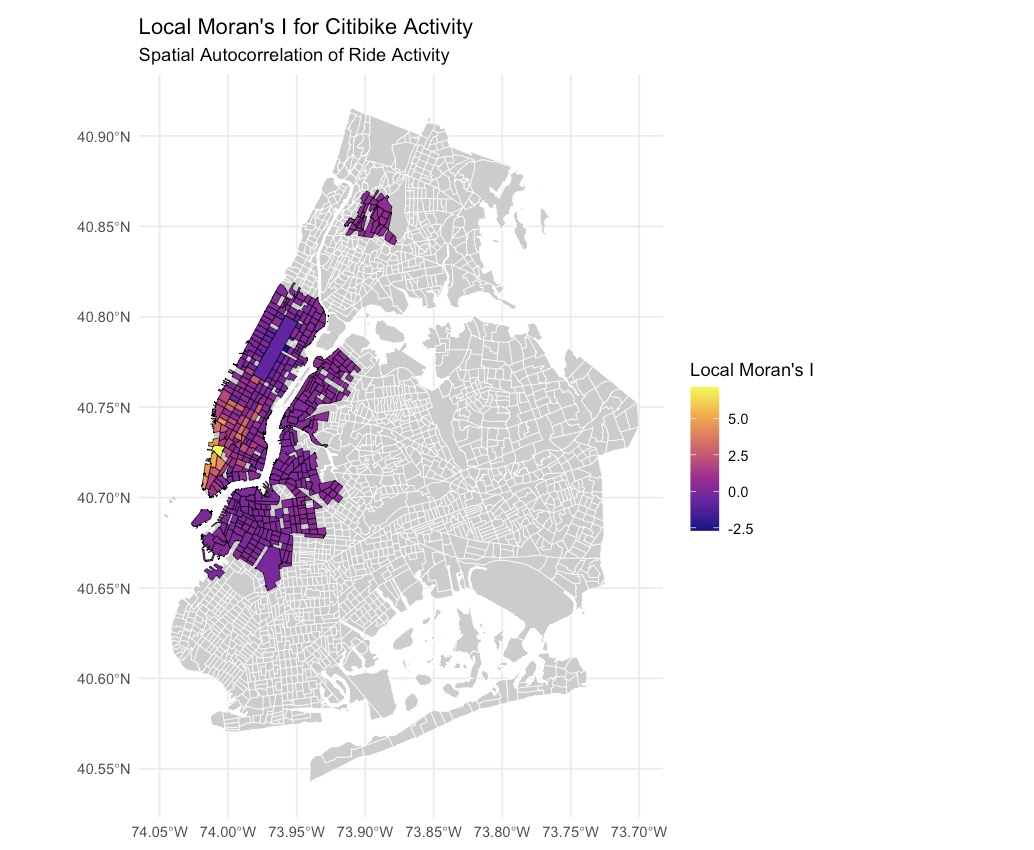 Local Moran's I for Citibike Activity
Spatial Autocorrelation of Ride Activity
40.90°N
40.85°N
40.80°N
40.75°N
40.70°N
40.65°N
40.60°N
40.55°N
74.05°W 74.00°W 73.95°W 73.90°W 73.85°W 73.80°W 73.75°W 73.70°W
Local Moran's I
5.0
2.5
0.0
-2.5